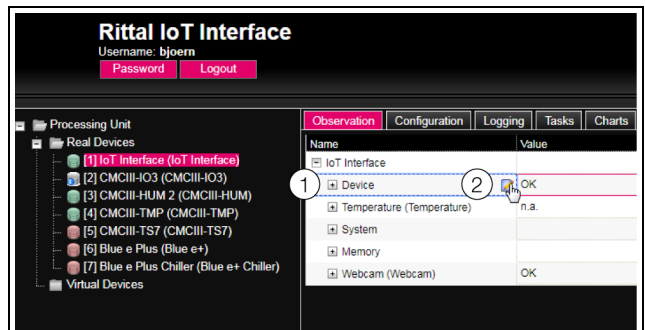 Rittal IoT Interface
Username: bjoern
Password Logout
Processing Unit
Real Devices
[1] IoT Interface (IoT Interface)
[2] CMCIII-IO3 (CMCIII-IO3)
[3] CMCIII-HUM 2 (CMCIII-HUM)
[4] CMCIII-TMP (CMCIII-TMP)
[5] CMCIII-TS7 (CMCIII-TS7)
[6] Blue e Plus (Blue e+)
[7] Blue e Plus Chiller (Blue e+ Chiller)
Virtual Devices
Observation Configuration Logging Tasks Charts
Name Value
IoT Interface
1 Device 2 OK
Temperature (Temperature) n.a.
System
Memory
Webcam (Webcam) OK